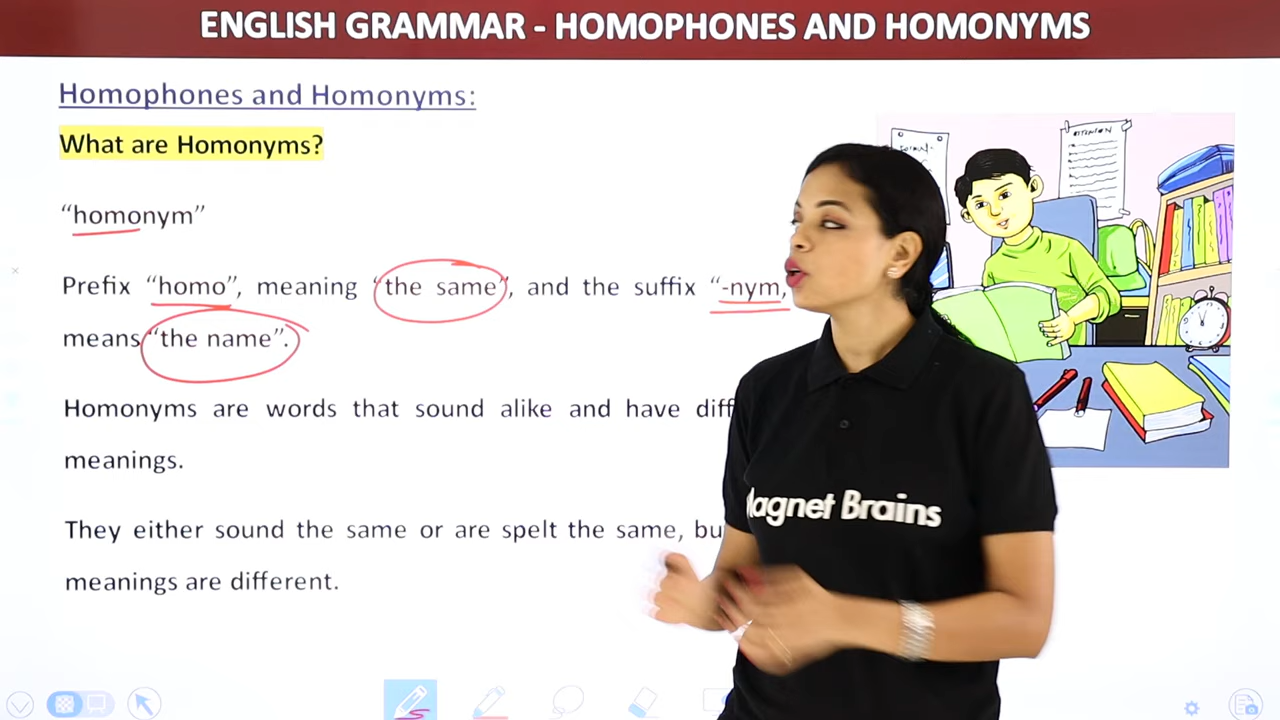 ENGLISH GRAMMAR - HOMOPHONES AND HOMONYMS
Homophones and Homonyms:
What are Homonyms?
“homonym”
Prefix “homo”, meaning “the same”, and the suffix “-nym,
means “the name”.
Homonyms are words that sound alike and have diff
meanings.
They either sound the same or are spelt the same, bu
meanings are different.
Magnet Brains